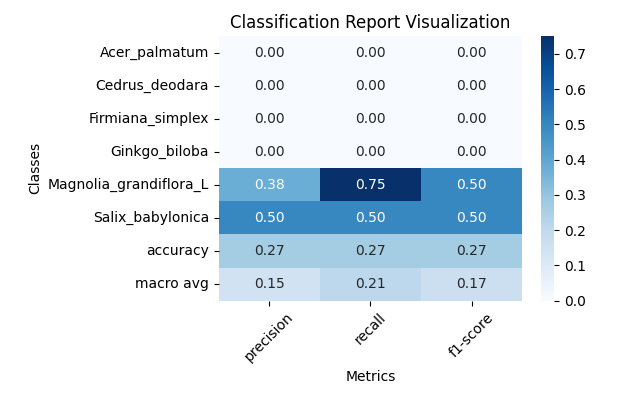 Classification Report Visualization
Classes
Acer_palmatum 0.00 0.00 0.00
Cedrus_deodara 0.00 0.00 0.00
Firmiana_simplex 0.00 0.00 0.00
Ginkgo_biloba 0.00 0.00 0.00
Magnolia_grandiflora_L 0.38 0.75 0.50
Salix_babylonica 0.50 0.50 0.50
accuracy 0.27 0.27 0.27
macro avg 0.15 0.21 0.17
precision recall f1-score
Metrics
0.7
0.6
0.5
0.4
0.3
0.2
0.1
0.0